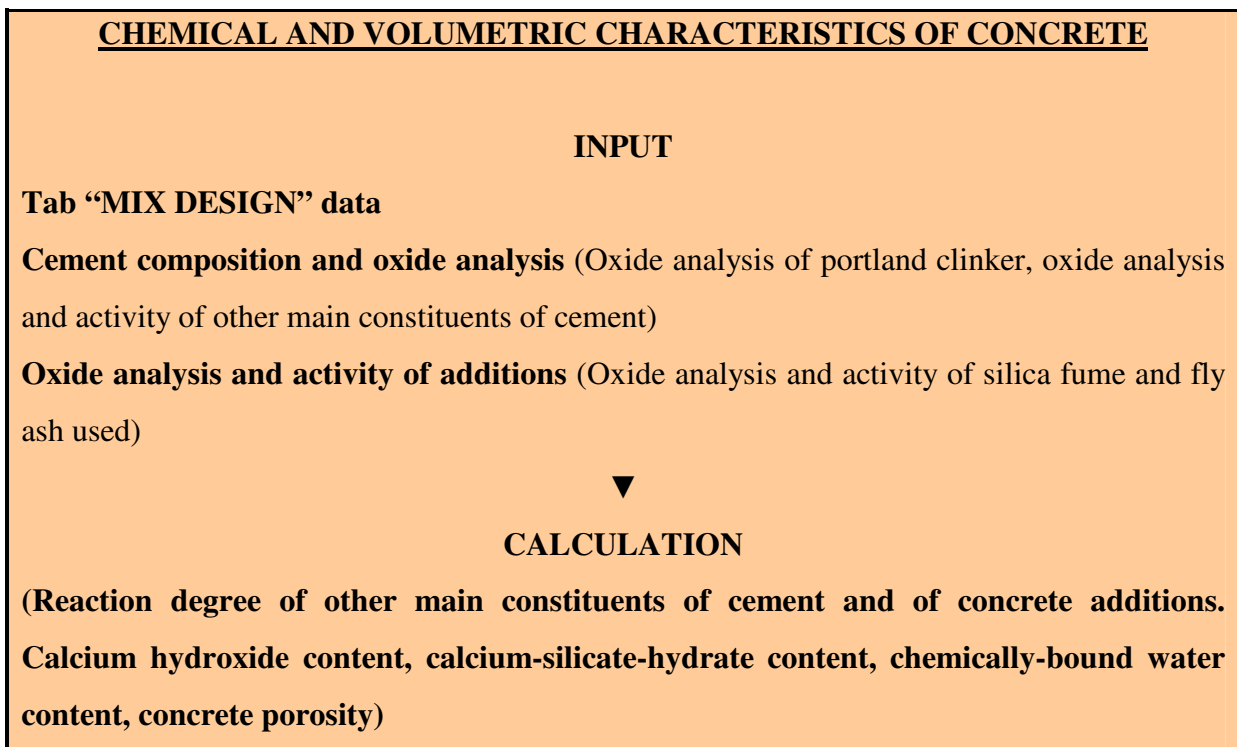 CHEMICAL AND VOLUMETRIC CHARACTERISTICS OF CONCRETE
INPUT
Tab “MIX DESIGN” data
Cement composition and oxide analysis (Oxide analysis of portland clinker, oxide analysis
and activity of other main constituents of cement)
Oxide analysis and activity of additions (Oxide analysis and activity of silica fume and fly
ash used)
▼
CALCULATION
(Reaction degree of other main constituents of cement and of concrete additions.
Calcium hydroxide content, calcium-silicate-hydrate content, chemically-bound water
content, concrete porosity)